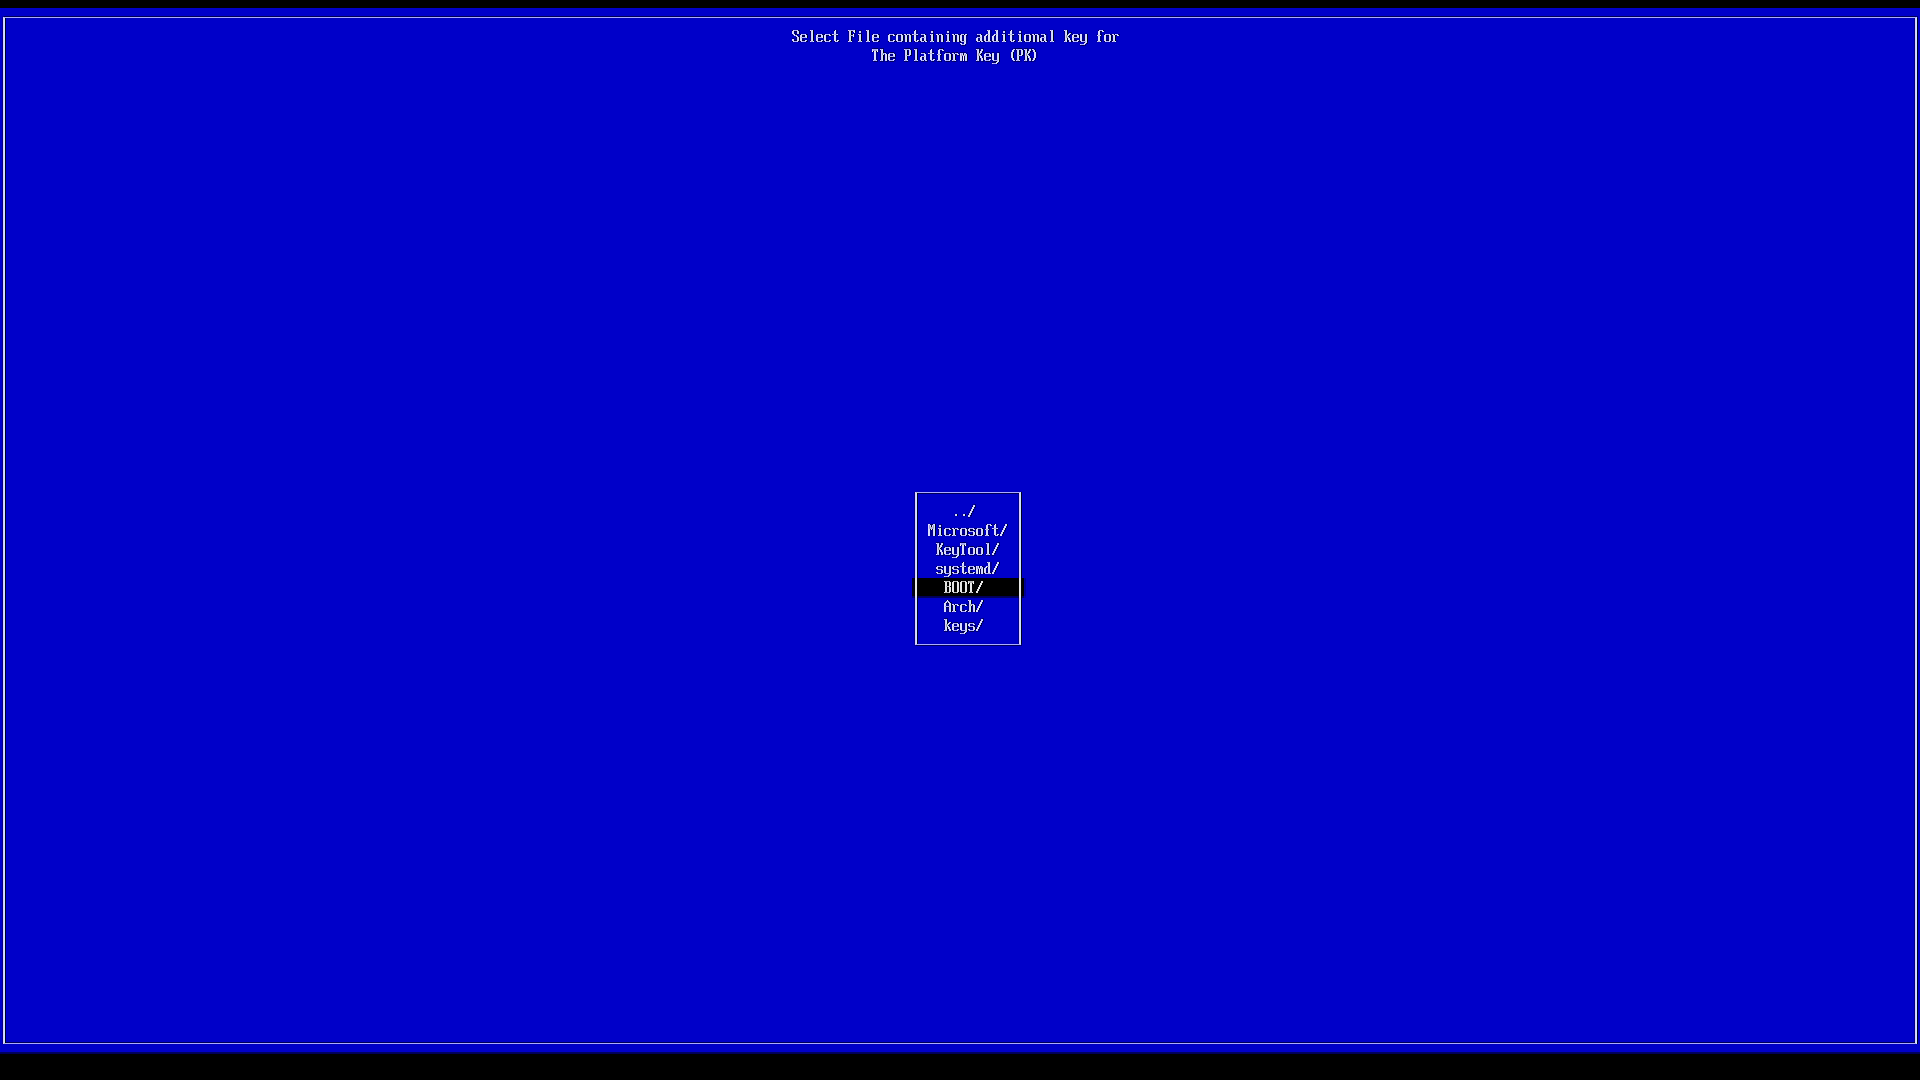 Select File containing additional key for
The Platform Key (PK)
../
Microsoft/
KeyTool/
systemd/
BOOT/
Arch/
keys/